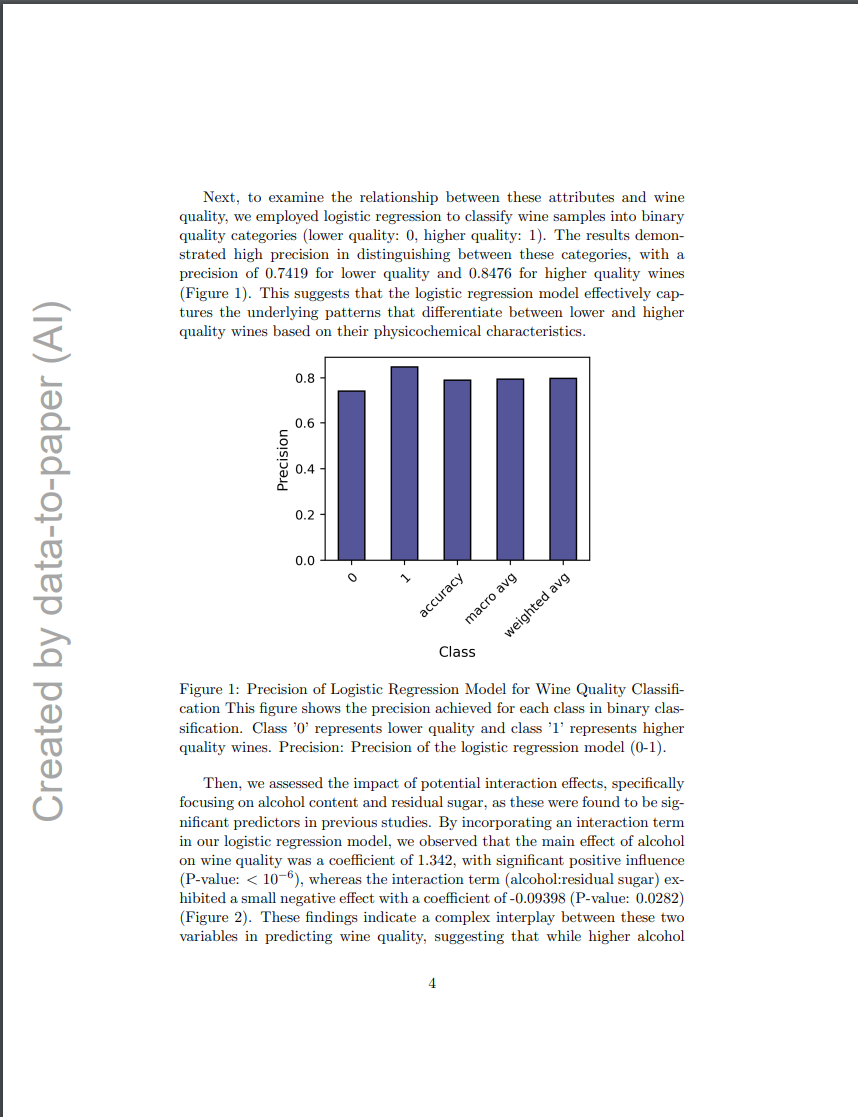 Created by data-to-paper (AI)
Next, to examine the relationship between these attributes and wine
quality, we employed logistic regression to classify wine samples into binary
quality categories (lower quality: 0, higher quality: 1). The results demon-
strated high precision in distinguishing between these categories, with a
precision of 0.7419 for lower quality and 0.8476 for higher quality wines
(Figure 1). This suggests that the logistic regression model effectively cap-
tures the underlying patterns that differentiate between lower and higher
quality wines based on their physicochemical characteristics.
Precision
0.8
0.6
0.4
0.2
0.0
0
1
accuracy
macro avg
weighted avg
Class
Figure 1: Precision of Logistic Regression Model for Wine Quality Classifi-
cation This figure shows the precision achieved for each class in binary clas-
sification. Class '0' represents lower quality and class '1' represents higher
quality wines. Precision: Precision of the logistic regression model (0-1).
Then, we assessed the impact of potential interaction effects, specifically
focusing on alcohol content and residual sugar, as these were found to be sig-
nificant predictors in previous studies. By incorporating an interaction term
in our logistic regression model, we observed that the main effect of alcohol
on wine quality was a coefficient of 1.342, with significant positive influence
(P-value: < 10⁻⁶), whereas the interaction term (alcohol:residual sugar) ex-
hibited a small negative effect with a coefficient of -0.09398 (P-value: 0.0282)
(Figure 2). These findings indicate a complex interplay between these two
variables in predicting wine quality, suggesting that while higher alcohol
4